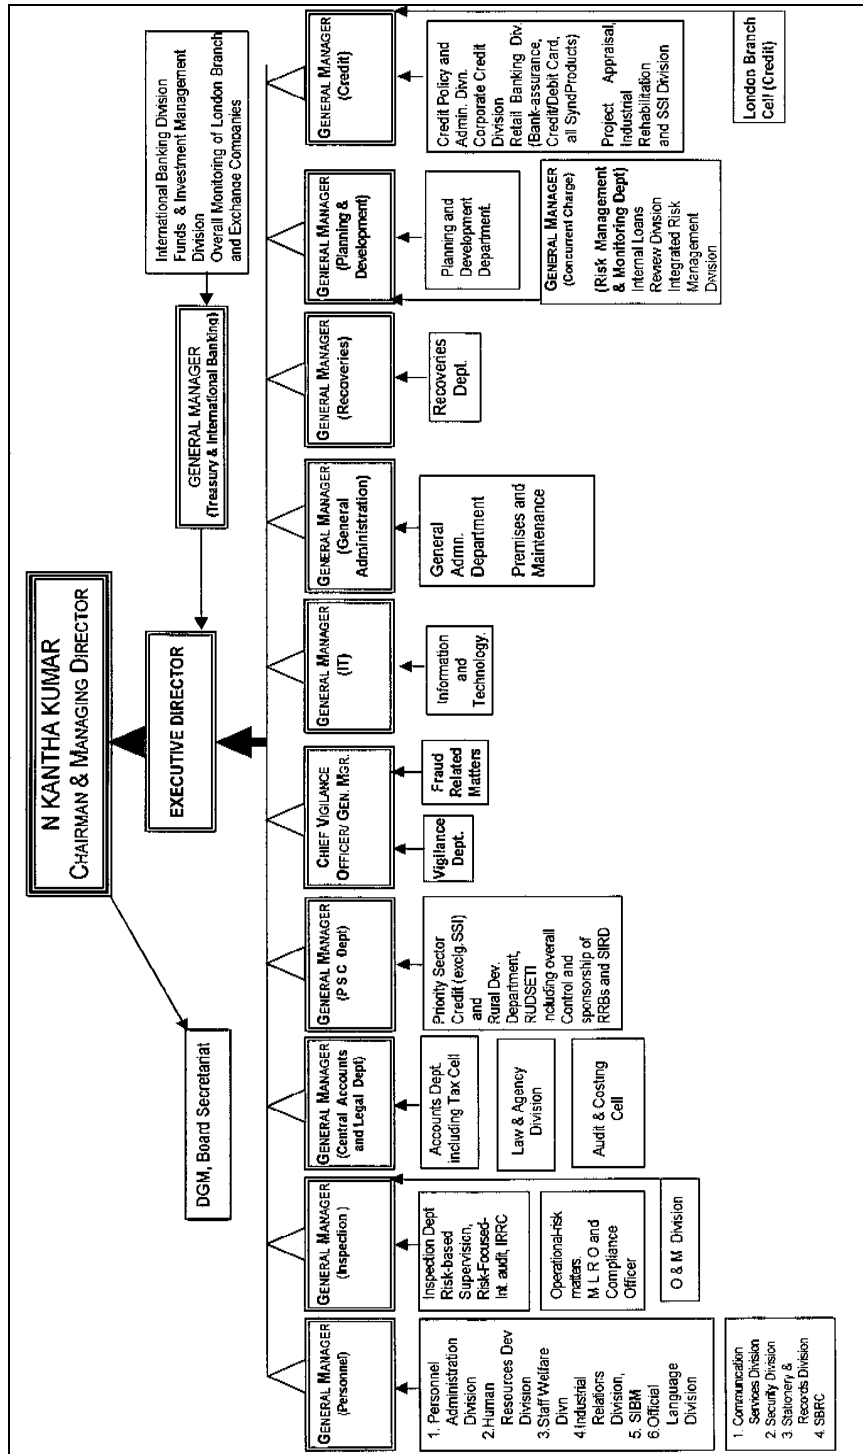 N KANTHA KUMAR
CHAIRMAN & MANAGING DIRECTOR
DGM, Board Secretariat
EXECUTIVE DIRECTOR
GENERAL MANAGER
(Treasury & International Banking)
International Banking Division
Funds & Investment Management
Division
Overall Monitoring of London Branch
and Exchange Companies
GENERAL MANAGER
(Personnel)
GENERAL MANAGER
(Inspection)
GENERAL MANAGER
(Central Accounts
and Legal Dept)
GENERAL MANAGER
(P S C Dept)
CHIEF VIGILANCE
OFFICER/ GEN. MGR.
GENERAL MANAGER
(IT)
GENERAL MANAGER
(General
Administration)
GENERAL MANAGER
(Recoveries)
GENERAL MANAGER
(Planning &
Development)
GENERAL MANAGER
(Credit)
1. Personnel
Administration
Division
2.Human
Resources Dev
Division
3.Staff Welfare
Divn
4.Industrial
Relations
Division,
5. SIBM
6.Official
Language
Division
1. Communication
Services Division
2. Security Division
3. Stationery &
Records Division
4. SBRC
Inspection Dept
Risk-based
Supervision,
Risk-Focused-
Int. audit, IRRC
Operational-risk
matters.
M L R O and
Compliance
Officer
O & M Division
Accounts Dept.
including Tax Cell
Law & Agency
Division
Audit & Costing
Cell
Priority Sector
Credit (exclg.SSI)
and
Rural Dev.
Department,
RUDSETI
ncluding overall
Control and
sponsorship of
RRBs and SIRD
Vigilance
Dept.
Fraud
Related
Matters
Information
and
Technology.
General
Admn.
Department
Premises and
Maintenance
Recoveries
Dept.
Planning and
Development
Department.
GENERAL MANAGER
(Concurrent Charge)
(Risk Management
& Monitoring Dept)
Internal Loans
Review Division
Integrated Risk
Management
Division
Credit Policy and
Admin. Divn.
Corporate Credit
Division
Retail Banking Div.
(Bank-assurance,
Credit/Debit Card,
all SyndProducts)
Project Appraisal,
Industrial
Rehabilitation
and SSI Division
London Branch
Cell (Credit)